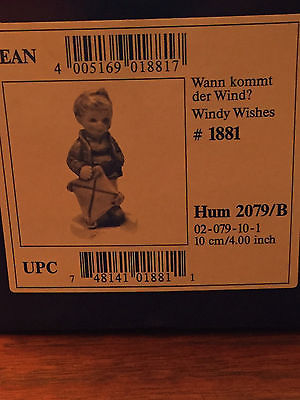 EAN
4 005169 018817
Wann kommt
der Wind?
Windy Wishes
# 1881
Hum 2079/B
02-079-10-1
10 cm/4.00 inch
UPC
7 48141 01881 1